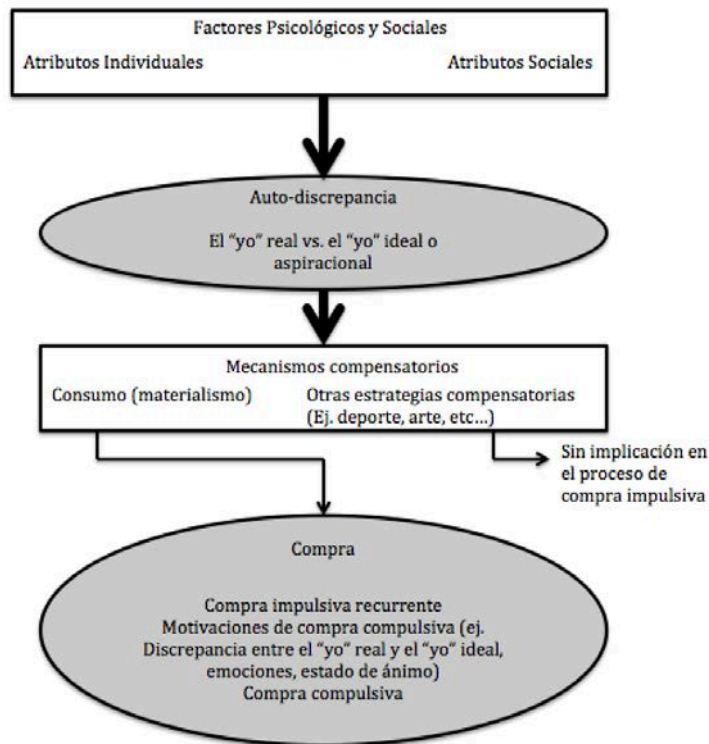 Factores Psicológicos y Sociales
Atributos Individuales
Atributos Sociales
Auto-discrepancia
El “yo” real vs. el “yo” ideal o
aspiracional
Mecanismos compensatorios
Consumo (materialismo)
Otras estrategias compensatorias
(Ej. deporte, arte, etc...)
Sin implicación en
el proceso de
compra impulsiva
Compra
Compra impulsiva recurrente
Motivaciones de compra compulsiva (ej.
Discrepancia entre el “yo” real y el “yo” ideal,
emociones, estado de ánimo)
Compra compulsiva